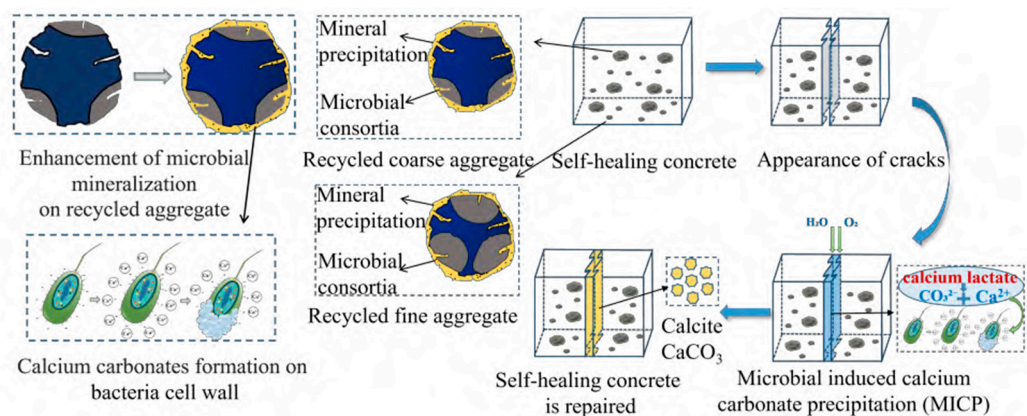 Enhancement of microbial
mineralization
on recycled aggregate
Calcium carbonates formation on
bacteria cell wall
Mineral
precipitation
Microbial
consortia
Recycled coarse aggregate
Mineral
precipitation
Microbial
consortia
Recycled fine aggregate
Self-healing concrete
Appearance of cracks
H₂O O₂
calcium lactate
CO₃²⁻ + Ca²⁺
Microbial induced calcium
carbonate precipitation (MICP)
Calcite
CaCO₃
Self-healing concrete
is repaired